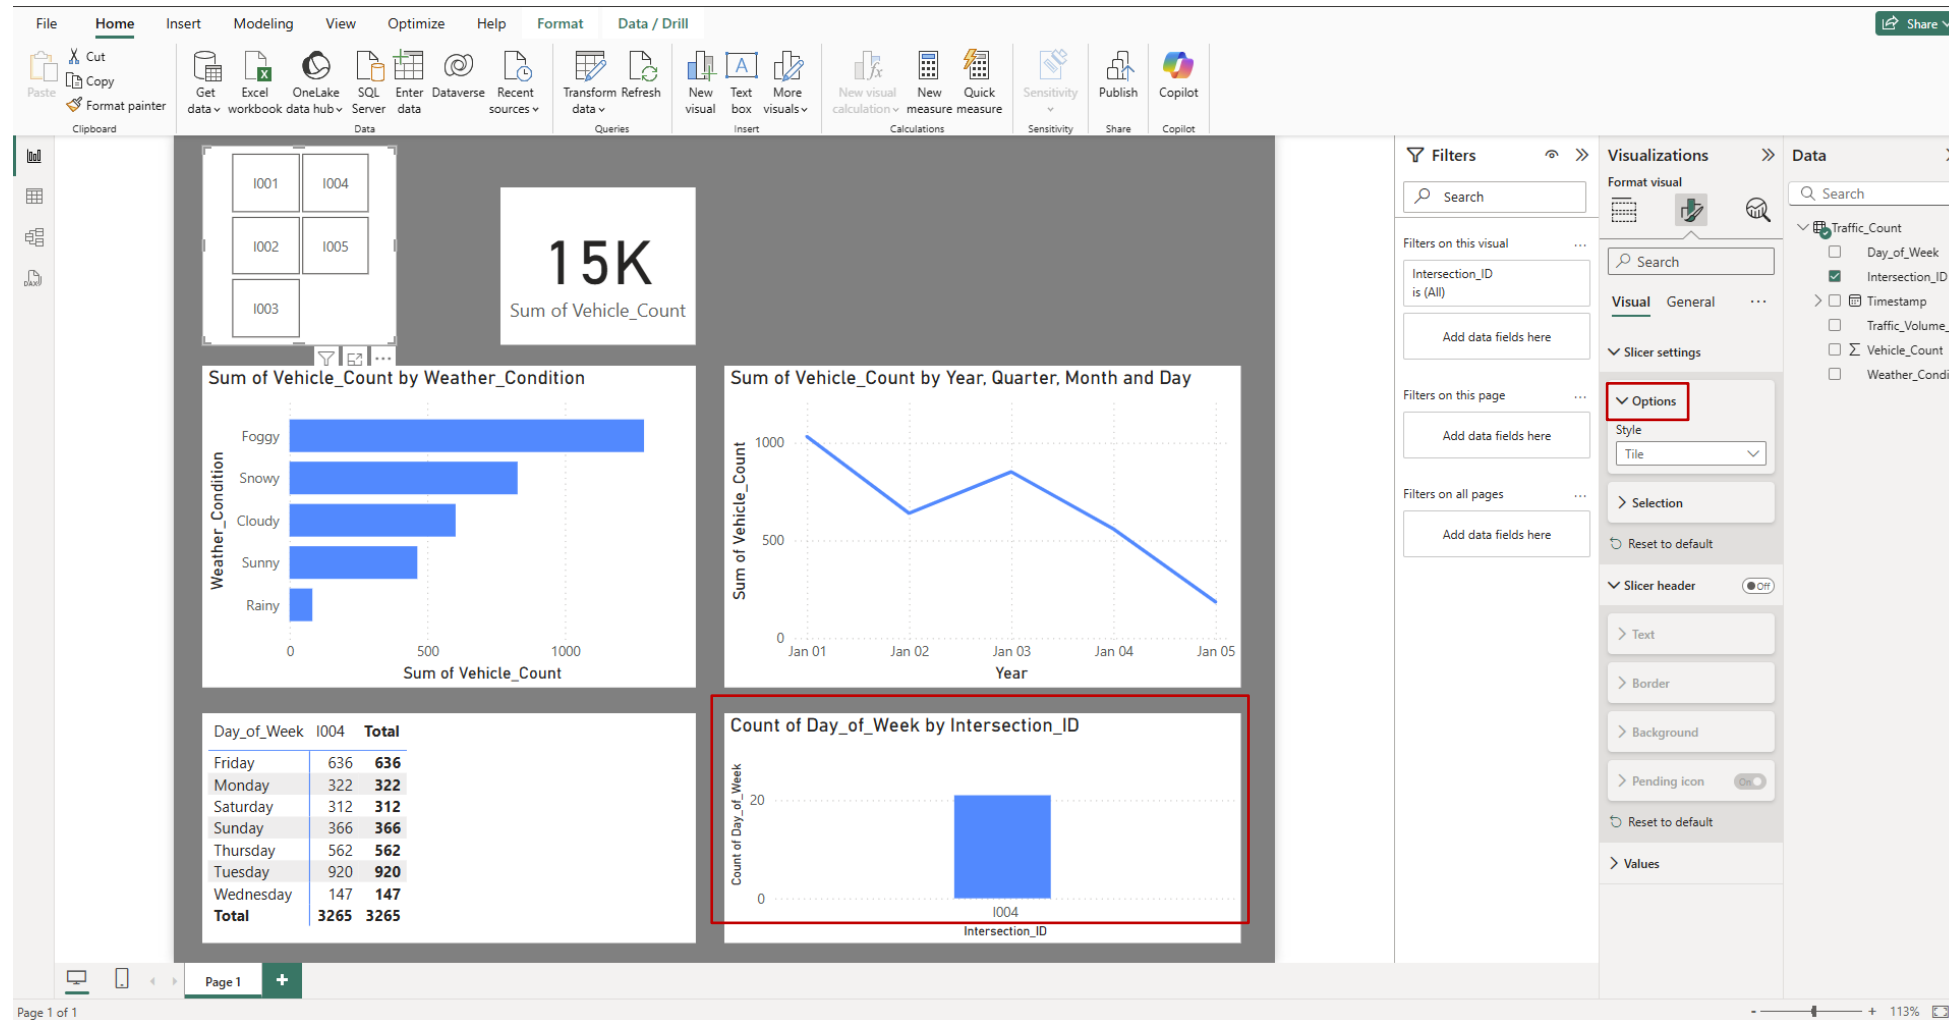 File Home Insert Modeling View Optimize Help Format Data / Drill Share
Paste
Cut
Copy
Format painter
Clipboard
Get data
Excel workbook
OneLake data hub
SQL Server
Enter data
Dataverse
Recent sources
Data
Transform data
Refresh
Queries
New visual
Text box
More visuals
Insert
New visual calculation
New measure
Quick measure
Calculations
Sensitivity
Sensitivity
Publish
Share
Copilot
Copilot
I001 I004
I002 I005
I003
15K
Sum of Vehicle_Count
Sum of Vehicle_Count by Weather_Condition
Weather_Condition
Foggy
Snowy
Cloudy
Sunny
Rainy
0 500 1000
Sum of Vehicle_Count
Sum of Vehicle_Count by Year, Quarter, Month and Day
Sum of Vehicle_Count
1000
500
0
Jan 01 Jan 02 Jan 03 Jan 04 Jan 05
Year
Day_of_Week I004 Total
Friday 636 636
Monday 322 322
Saturday 312 312
Sunday 366 366
Thursday 562 562
Tuesday 920 920
Wednesday 147 147
Total 3265 3265
Count of Day_of_Week by Intersection_ID
Count of Day_of_Week
20
0
I004
Intersection_ID
Filters
Search
Filters on this visual
Intersection_ID
is (All)
Add data fields here
Filters on this page
Add data fields here
Filters on all pages
Add data fields here
Visualizations
Format visual
Search
Visual General
Slicer settings
Options
Style
Tile
Selection
Reset to default
Slicer header Off
Text
Border
Background
Pending icon On
Reset to default
Values
Data
Search
Traffic_Count
Day_of_Week
Intersection_ID
Timestamp
Traffic_Volume_
Vehicle_Count
Weather_Condi
Page 1
Page 1 of 1
- + 113%